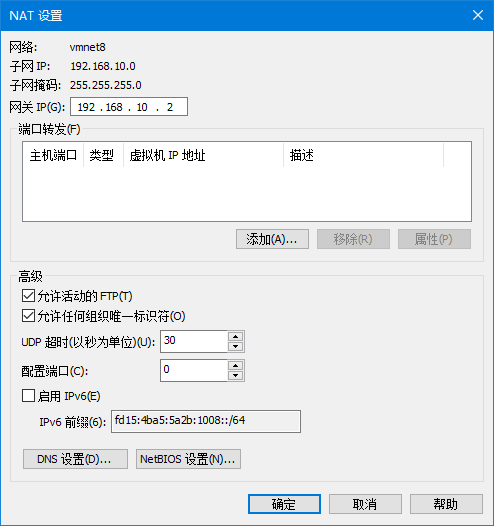 NAT 设置
网络: vmnet8
子网 IP: 192.168.10.0
子网掩码: 255.255.255.0
网关 IP(G): 192 . 168 . 10 . 2
端口转发(F)
主机端口 类型 虚拟机 IP 地址 描述
添加(A)... 移除(R) 属性(P)
高级
允许活动的 FTP(T)
允许任何组织唯一标识符(O)
UDP 超时(以秒为单位)(U): 30
配置端口(C): 0
启用 IPv6(E)
IPv6 前缀(6): fd15:4ba5:5a2b:1008::/64
DNS 设置(D)... NetBIOS 设置(N)...
确定 取消 帮助